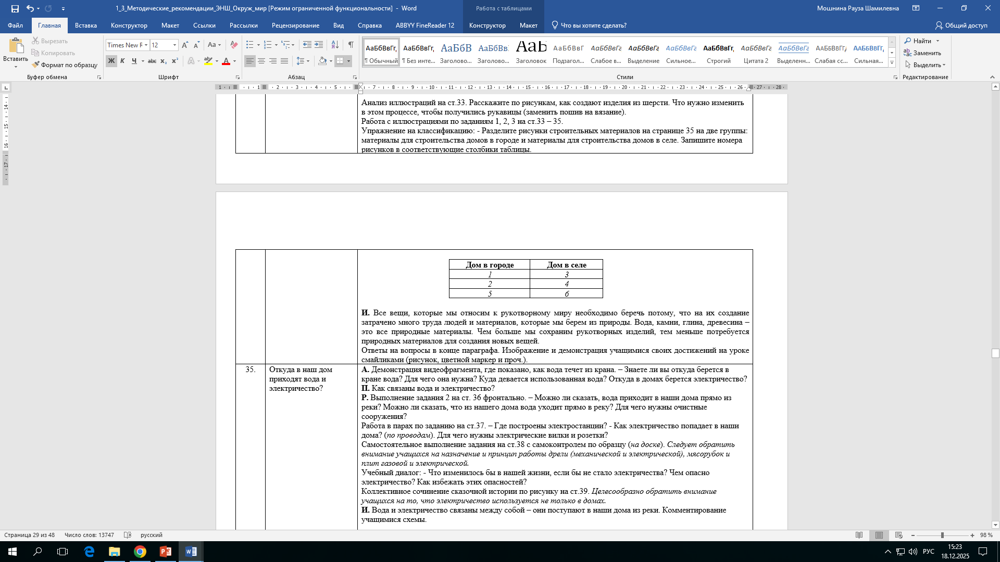 1_3_Методические_рекомендации_ЭНШ_Окруж_мир [Режим ограниченной функциональности] - Word
Работа с таблицами
Мошнина Рауза Шамилевна
Файл Главная Вставка Конструктор Макет Ссылки Рассылки Рецензирование Вид Справка ABBYY FineReader 12 Конструктор Макет Что вы хотите сделать? Общий доступ
Вставить
Вырезать
Копировать
Формат по образцу
Буфер обмена
Times New R 12
Шрифт
Абзац
¶ Обычный ¶ Без инте... Заголово... Заголово... Заголовок Подзагол... Слабое в... Выделение Сильное... Строгий Цитата 2 Выделенн... Слабая сс... Сильная...
Стили
Найти
Заменить
Выделить
Редактирование
Анализ иллюстраций на ст.33. Расскажите по рисункам, как создают изделия из шерсти. Что нужно изменить
в этом процессе, чтобы получились рукавицы (заменить пошив на вязание).
Работа с иллюстрациями по заданиям 1, 2, 3 на ст.33 – 35.
Упражнение на классификацию: - Разделите рисунки строительных материалов на странице 35 на две группы:
материалы для строительства домов в городе и материалы для строительства домов в селе. Запишите номера
рисунков в соответствующие столбики таблицы.
Дом в городе Дом в селе
1 3
2 4
5 6
И. Все вещи, которые мы относим к рукотворному миру необходимо беречь потому, что на их создание
затрачено много труда людей и материалов, которые мы берем из природы. Вода, камни, глина, древесина –
это все природные материалы. Чем больше мы сохраним рукотворных изделий, тем меньше потребуется
природных материалов для создания новых вещей.
Ответы на вопросы в конце параграфа. Изображение и демонстрация учащимися своих достижений на уроке
смайликами (рисунок, цветной маркер и проч.).
35.
Откуда в наш дом
приходят вода и
электричество?
А. Демонстрация видеофрагмента, где показано, как вода течет из крана. – Знаете ли вы откуда берется в
кране вода? Для чего она нужна? Куда девается использованная вода? Откуда в домах берется электричество?
П. Как связаны вода и электричество?
Р. Выполнение задания 2 на ст. 36 фронтально. – Можно ли сказать, вода приходит в наши дома прямо из
реки? Можно ли сказать, что из нашего дома вода уходит прямо в реку? Для чего нужны очистные
сооружения?
Работа в парах по заданию на ст.37. – Где построены электростанции? - Как электричество попадает в наши
дома? (по проводам). Для чего нужны электрические вилки и розетки?
Самостоятельное выполнение задания на ст.38 с самоконтролем по образцу (на доске). Следует обратить
внимание учащихся на назначение и принцип работы дрели (механической и электрической), мясорубок и
плит газовой и электрической.
Учебный диалог: - Что изменилось бы в нашей жизни, если бы не стало электричества? Чем опасно
электричество? Как избежать этих опасностей?
Коллективное сочинение сказочной истории по рисунку на ст.39. Целесообразно обратить внимание
учащихся на то, что электричество используется не только в домах.
И. Вода и электричество связаны между собой – они поступают в наши дома из реки. Комментирование
учащимися схемы.
Страница 29 из 48 Число слов: 13747 русский 98 %
РУС
15:23
18.12.2025